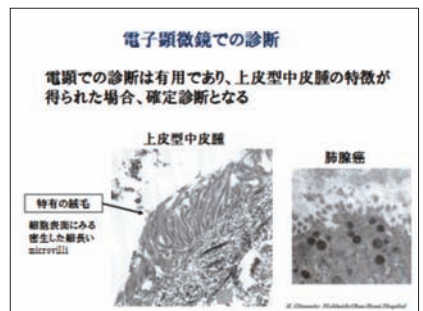 電子顕微鏡での診断
電顕での診断は有用であり、上皮型中皮腫の特徴が
得られた場合、確定診断となる
上皮型中皮腫
肺腺癌
特有の絨毛
細胞表面にみる
密生した細長い
microvilli